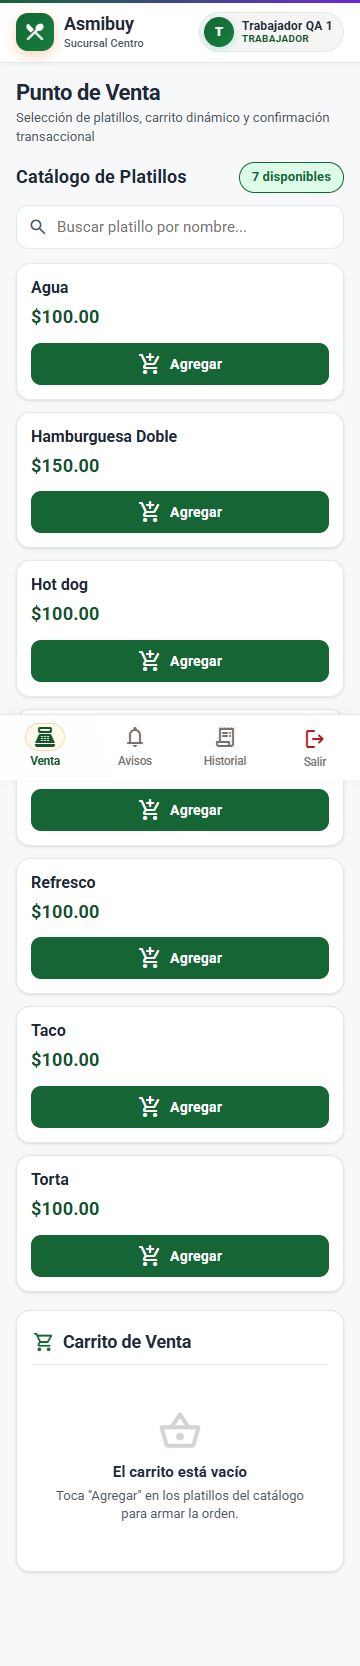 Asmibuy
Sucursal Centro
T
Trabajador QA 1
TRABAJADOR
Punto de Venta
Selección de platillos, carrito dinámico y confirmación
transaccional
Catálogo de Platillos
7 disponibles
Buscar platillo por nombre...
Agua
$100.00
Agregar
Hamburguesa Doble
$150.00
Agregar
Hot dog
$100.00
Agregar
Venta
Avisos
Historial
Salir
Agregar
Refresco
$100.00
Agregar
Taco
$100.00
Agregar
Torta
$100.00
Agregar
Carrito de Venta
El carrito está vacío
Toca "Agregar" en los platillos del catálogo
para armar la orden.